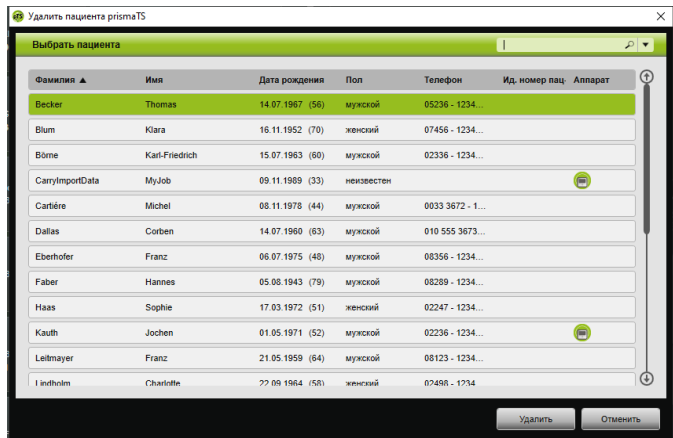 Удалить пациента prismaTS
Выбрать пациента
Фамилия ▲ Имя Дата рождения Пол Телефон Ид. номер пац Аппарат
Becker Thomas 14.07.1967 (56) мужской 05236 - 1234...
Blum Klara 16.11.1952 (70) женский 07456 - 1234...
Börne Karl-Friedrich 15.07.1963 (60) мужской 02336 - 1234...
CarryImportData MyJob 09.11.1989 (33) неизвестен
Cartiére Michel 08.11.1978 (44) мужской 0033 3672 - 1...
Dallas Corben 14.07.1960 (63) мужской 010 555 3673...
Eberhofer Franz 06.07.1975 (48) мужской 08356 - 1234...
Faber Hannes 05.08.1943 (79) мужской 08289 - 1234...
Haas Sophie 17.03.1972 (51) женский 02247 - 1234...
Kauth Jochen 01.05.1971 (52) мужской 02236 - 1234...
Leitmayer Franz 21.05.1959 (64) мужской 08123 - 1234...
Lindholm Charlotte 22.09.1964 (58) женский 02498 - 1234
Удалить Отменить